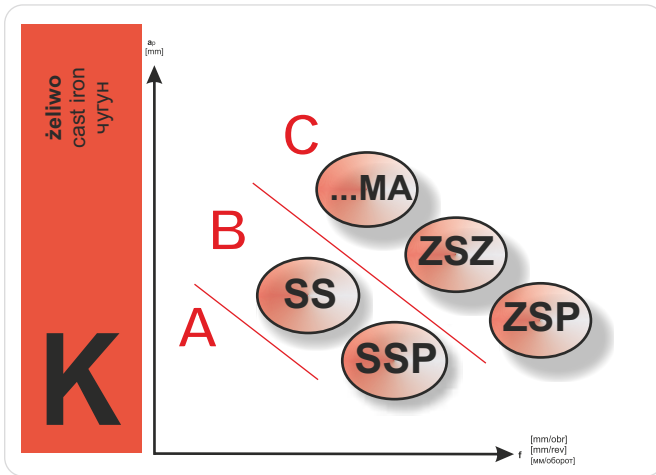 żeliwo
cast iron
чугун
K
ap
[mm]
C
...MA
B
ZSZ
SS
ZSP
A
SSP
f
[mm/obr]
[mm/rev]
[мм/оборот]